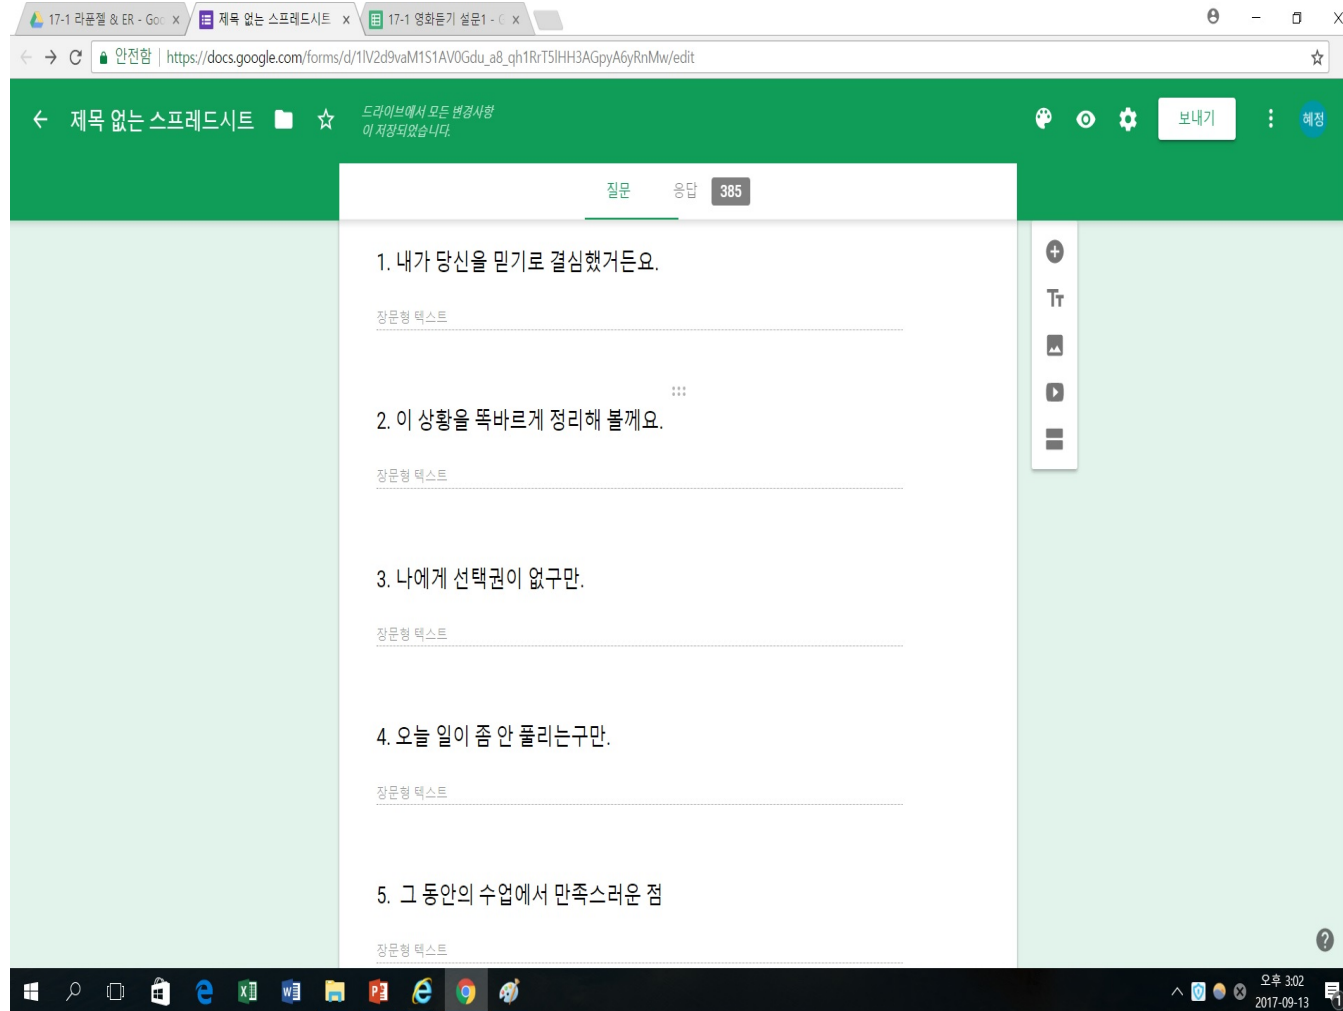 17-1 라푼젤 & ER - Goo
제목 없는 스프레드시트
17-1 영화듣기 설문1 - G
안전함 | https://docs.google.com/forms/d/1lV2d9vaM1S1AV0Gdu_a8_qh1RrT5lHH3AGpyA6yRnMw/edit
제목 없는 스프레드시트
드라이브에서 모든 변경사항
이 저장되었습니다.
보내기
혜정
질문 응답 385
1. 내가 당신을 믿기로 결심했거든요.
장문형 텍스트
2. 이 상황을 똑바르게 정리해 볼께요.
장문형 텍스트
3. 나에게 선택권이 없구만.
장문형 텍스트
4. 오늘 일이 좀 안 풀리는구만.
장문형 텍스트
5. 그 동안의 수업에서 만족스러운 점
장문형 텍스트
오후 3:02
2017-09-13